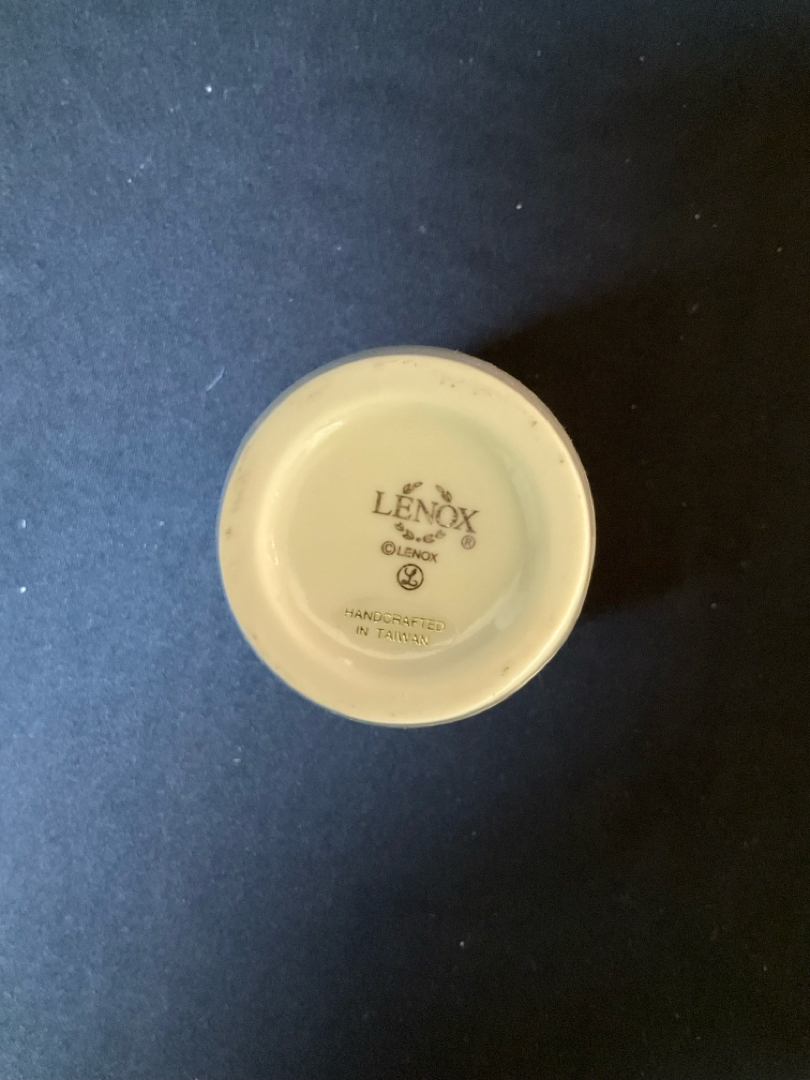 LENOX
®
© LENOX
L
HANDCRAFTED
IN TAIWAN